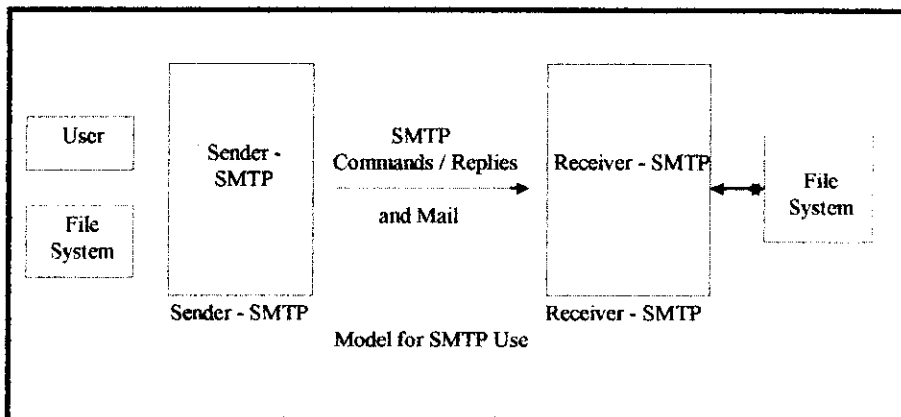 User
File
System
Sender -
SMTP
Sender - SMTP
SMTP
Commands / Replies
and Mail
Model for SMTP Use
Receiver - SMTP
Receiver - SMTP
File
System